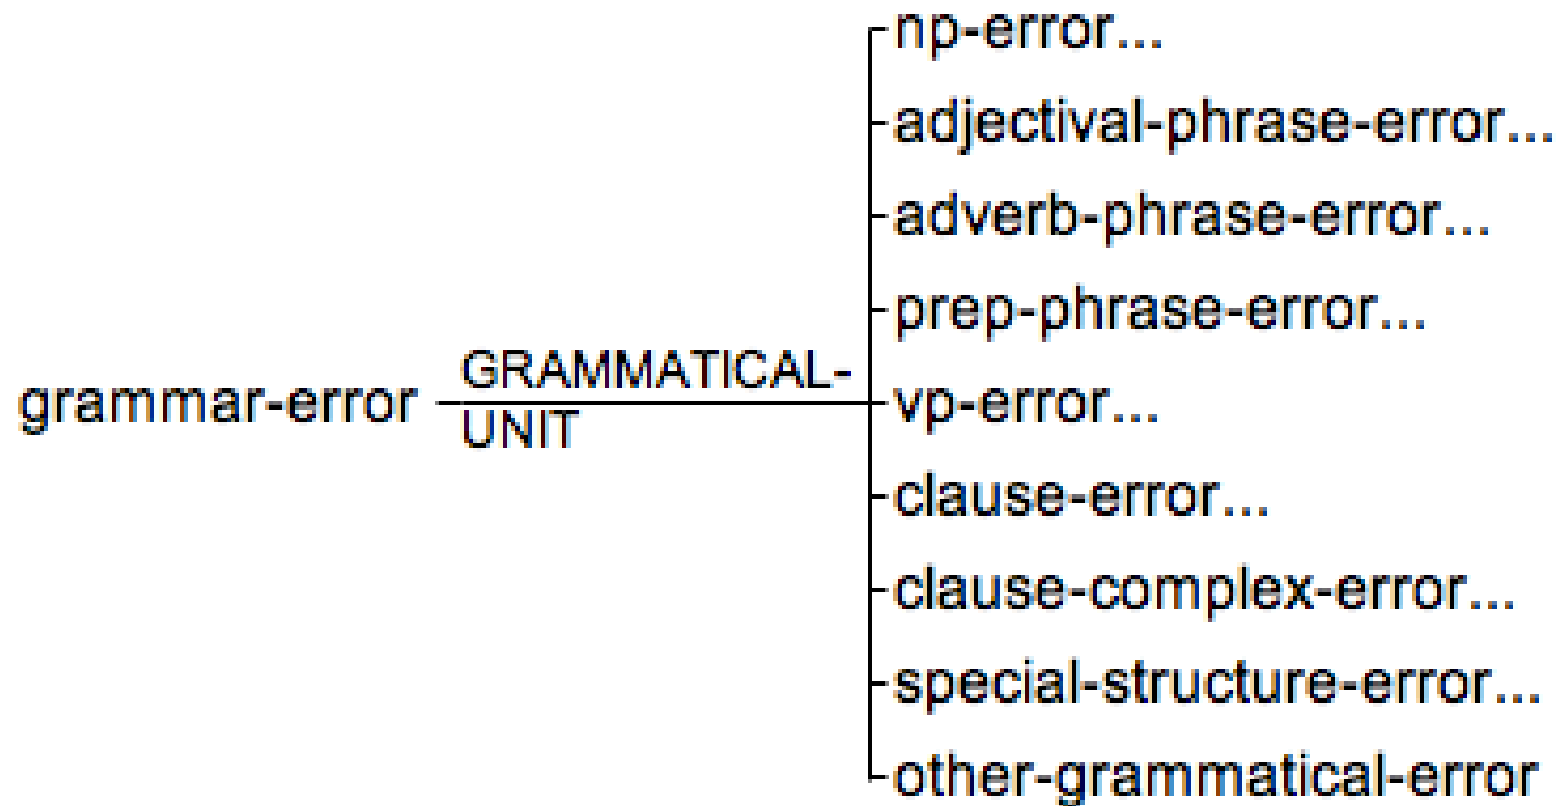 np-error...
adjectival-phrase-error...
adverb-phrase-error...
prep-phrase-error...
grammar-error
GRAMMATICAL-
UNIT
vp-error...
clause-error...
clause-complex-error...
special-structure-error...
other-grammatical-error